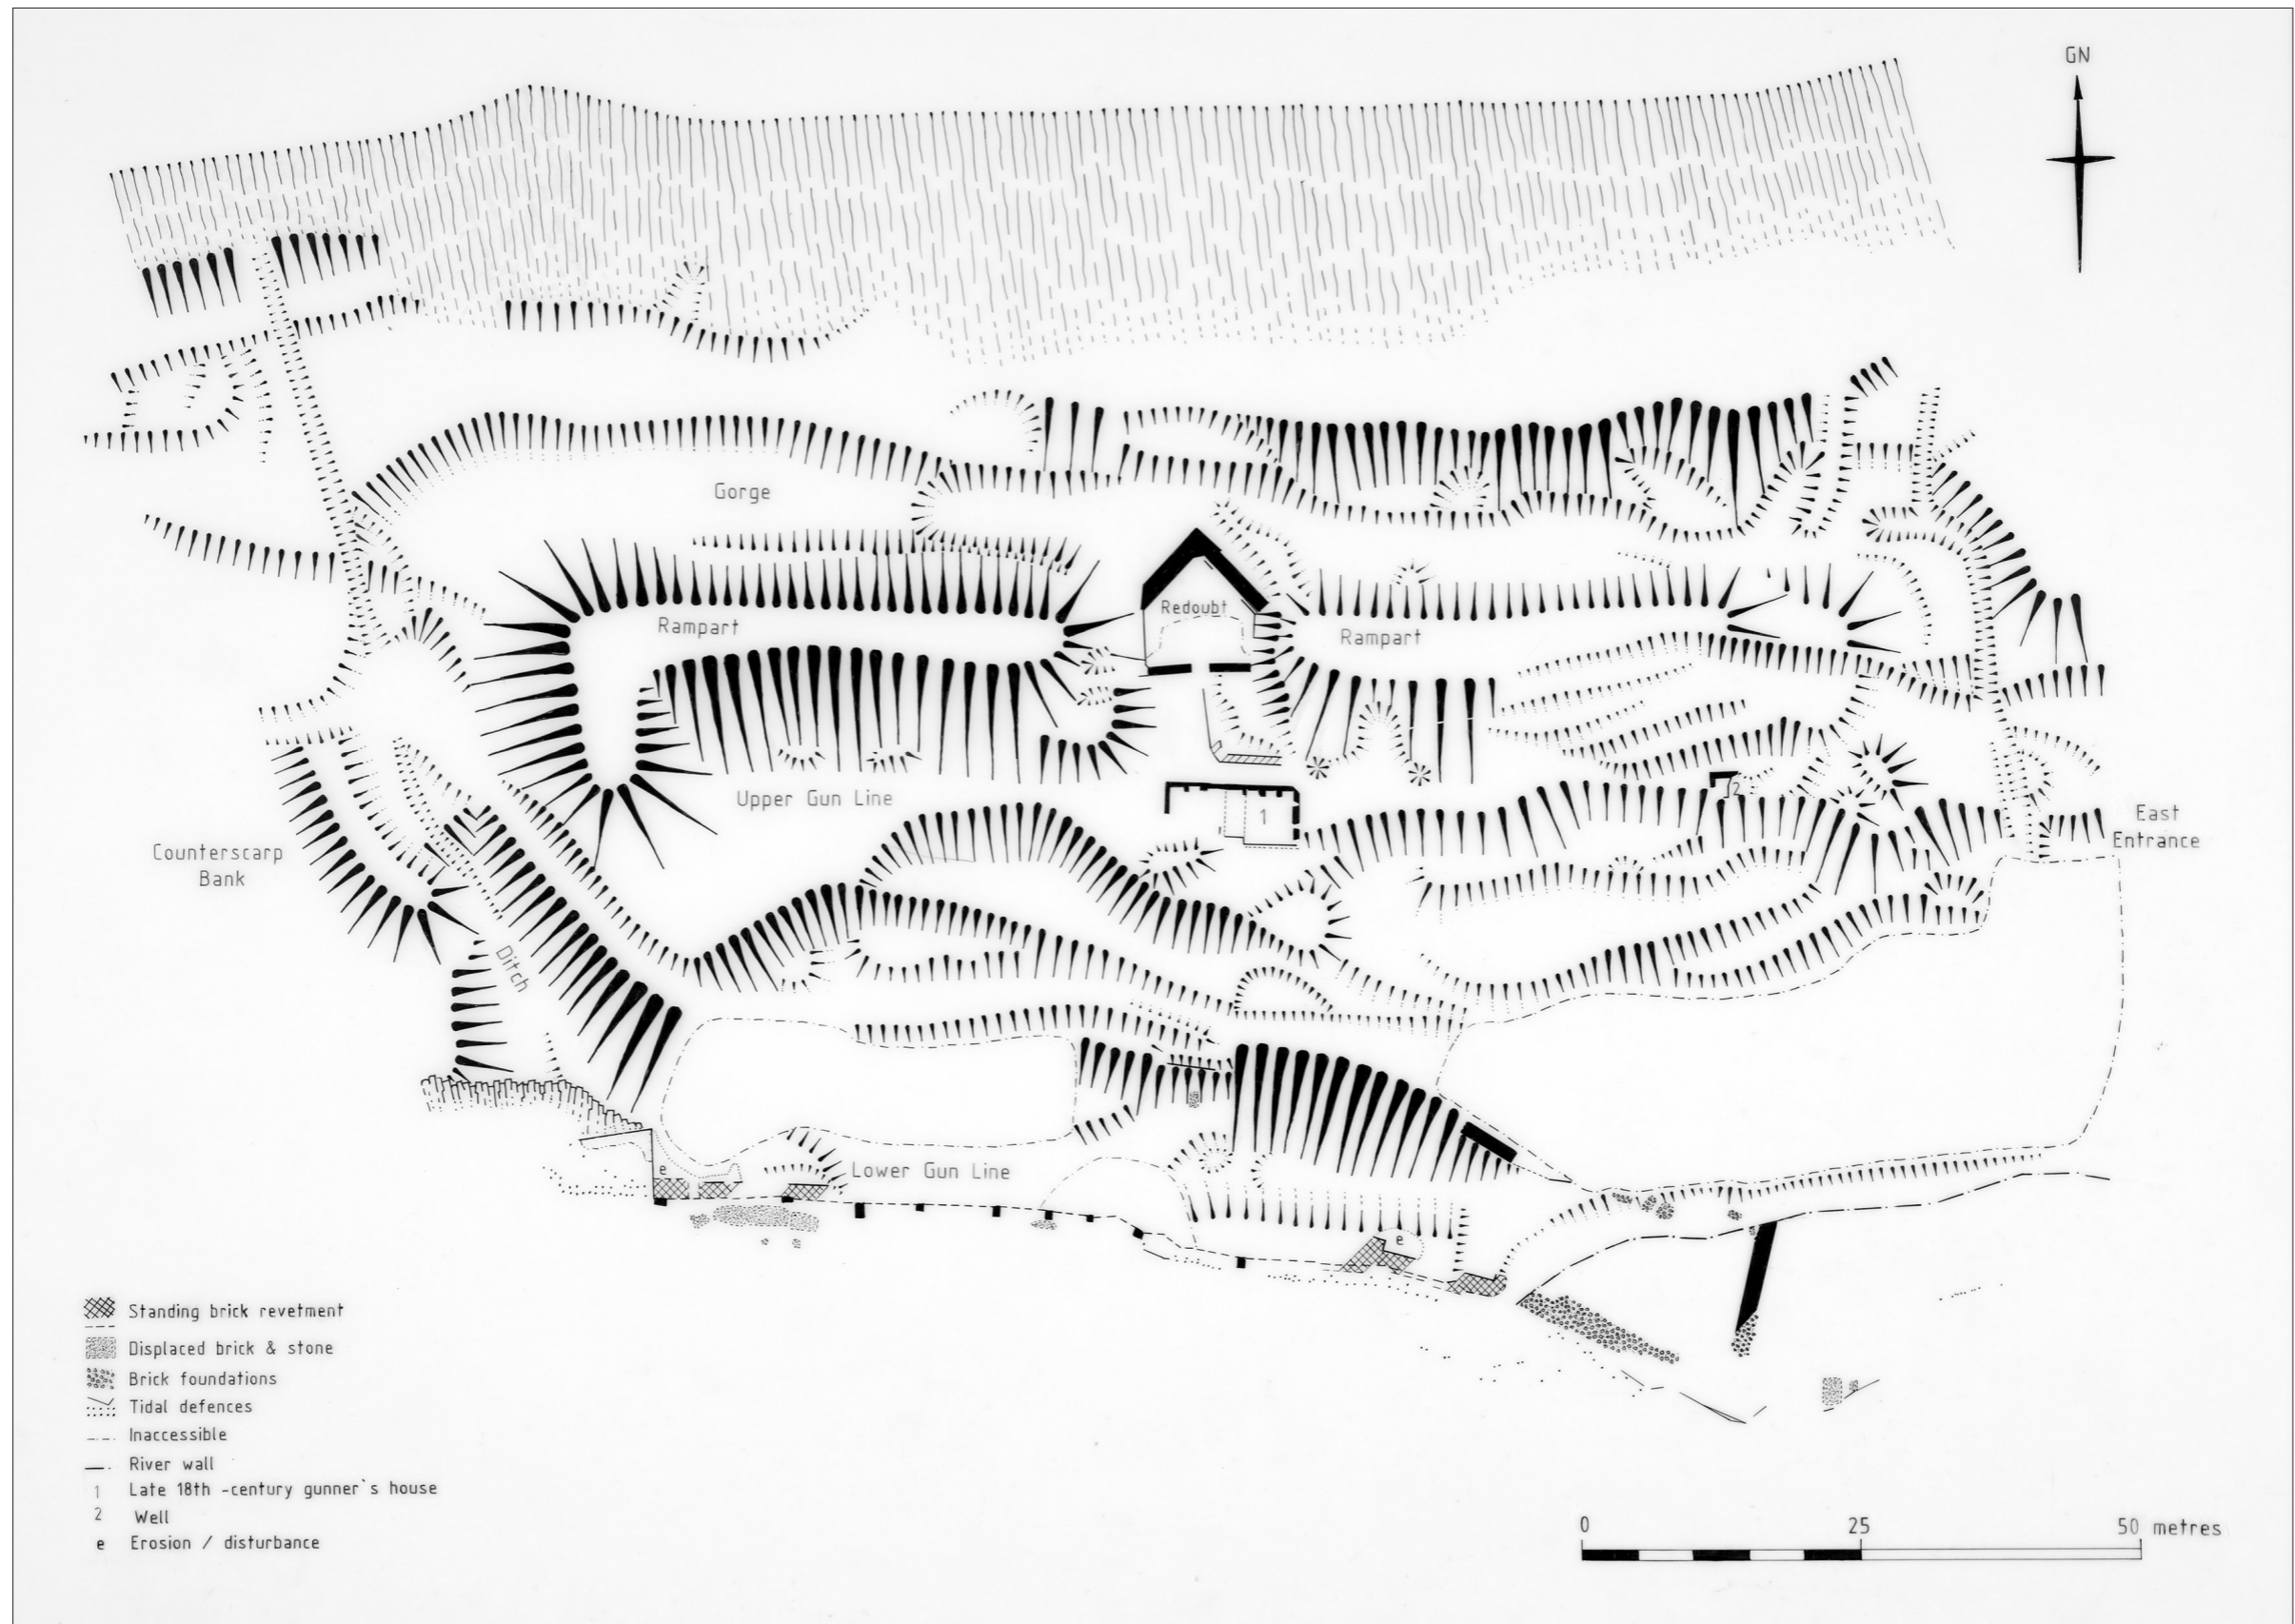 GN
Gorge
Redoubt
Rampart
Rampart
Upper Gun Line
1
2
East
Entrance
Counterscarp
Bank
Ditch
e
Lower Gun Line
e
Standing brick revetment
Displaced brick & stone
Brick foundations
Tidal defences
Inaccessible
River wall
1 Late 18th -century gunner`s house
2 Well
e Erosion / disturbance
0 25 50 metres